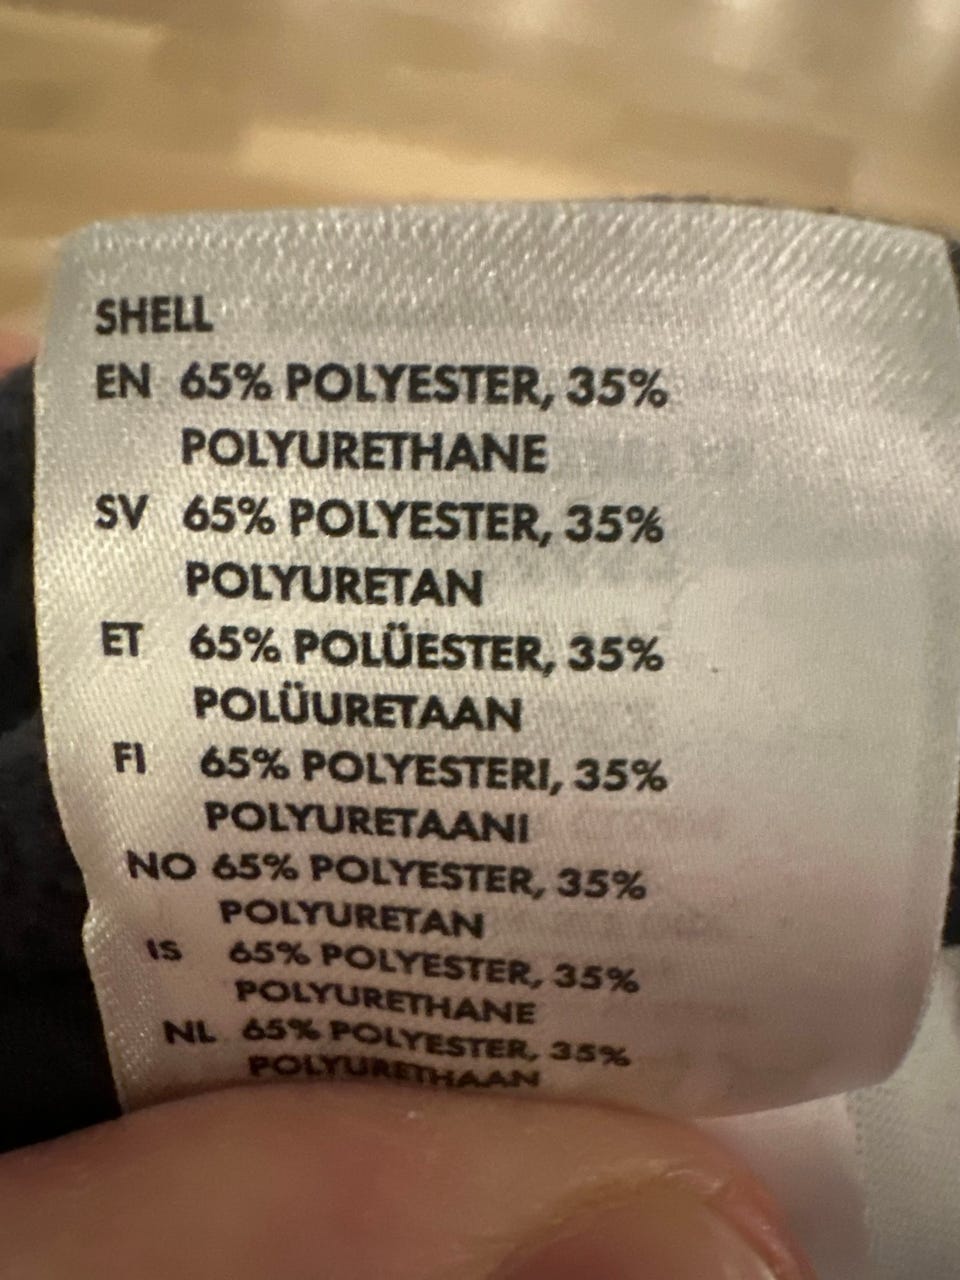 SHELL
EN 65% POLYESTER, 35%
POLYURETHANE
SV 65% POLYESTER, 35%
POLYURETAN
ET 65% POLÜESTER, 35%
POLÜURETAAN
FI 65% POLYESTERI, 35%
POLYURETAANI
NO 65% POLYESTER, 35%
POLYURETAN
IS 65% POLYESTER, 35%
POLYURETHANE
NL 65% POLYESTER, 35%
POLYURETHAAN